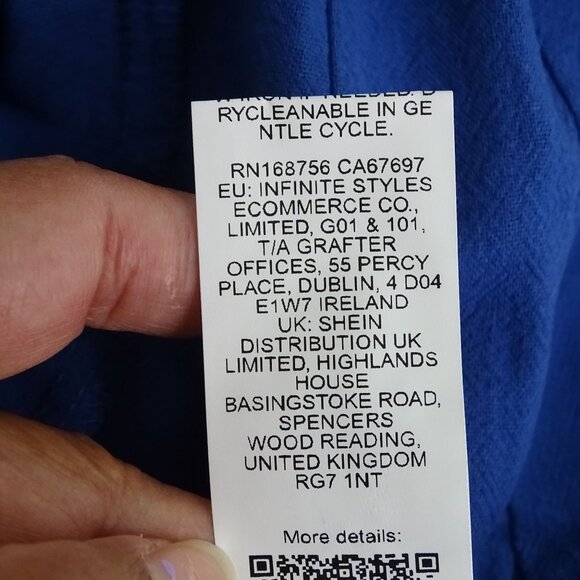 RYCLEANABLE IN GE
NTLE CYCLE.
RN168756 CA67697
EU: INFINITE STYLES
ECOMMERCE CO.,
LIMITED, G01 & 101,
T/A GRAFTER
OFFICES, 55 PERCY
PLACE, DUBLIN, 4 D04
E1W7 IRELAND
UK: SHEIN
DISTRIBUTION UK
LIMITED, HIGHLANDS
HOUSE
BASINGSTOKE ROAD,
SPENCERS
WOOD READING,
UNITED KINGDOM
RG7 1NT
More details: